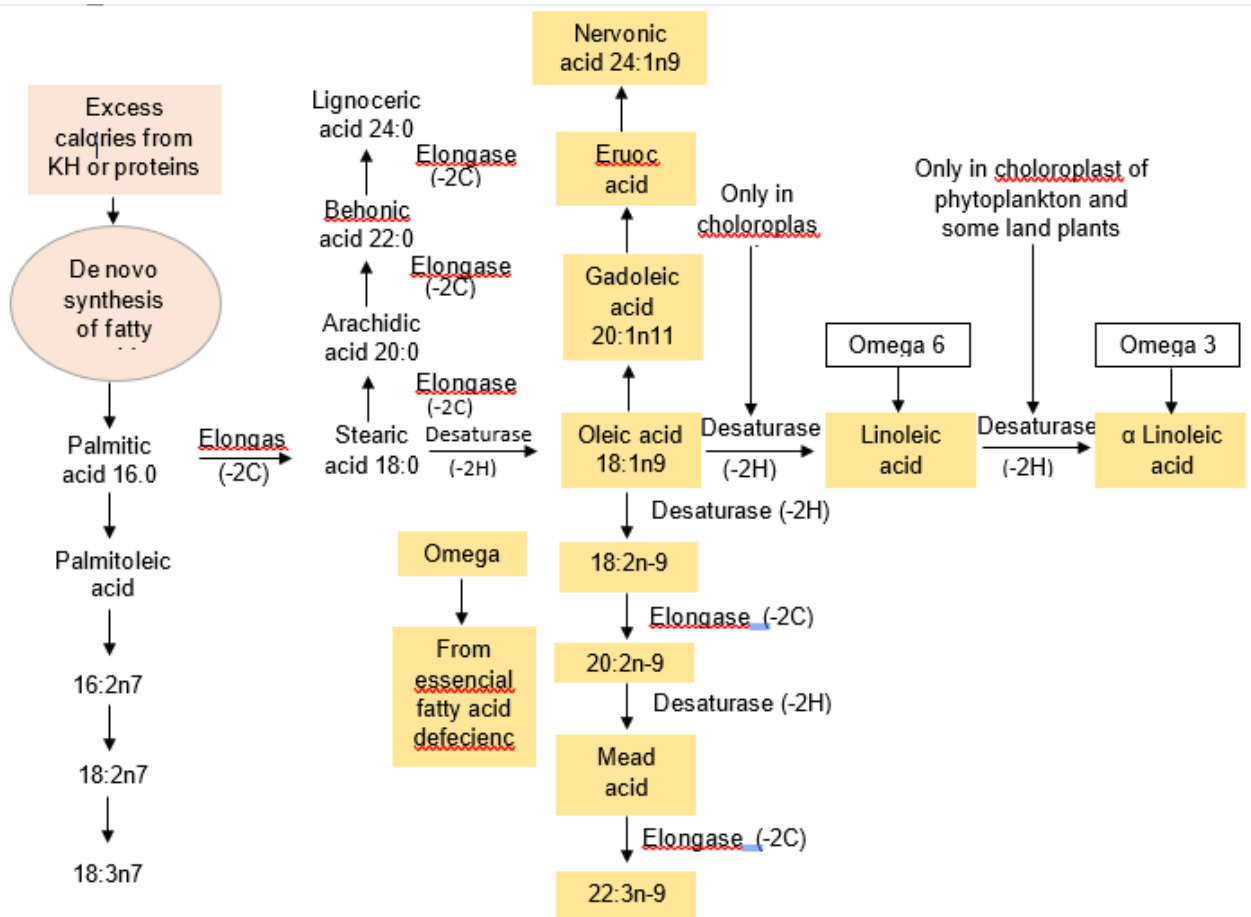 Excess
calories from
KH or proteins
De novo
synthesis
of fatty
Palmitic
acid 16.0
Palmitoleic
acid
16:2n7
18:2n7
18:3n7
Elongas
(-2C)
Lignoceric
acid 24:0
Elongase
(-2C)
Behonic
acid 22:0
Elongase
(-2C)
Arachidic
acid 20:0
Elongase
(-2C)
Stearic
acid 18:0
Desaturase
(-2H)
Nervonic
acid 24:1n9
Eruoc
acid
Gadoleic
acid
20:1n11
Oleic acid
18:1n9
Only in
choloroplas
Desaturase
(-2H)
Omega 6
Linoleic
acid
Only in choloroplast of
phytoplankton and
some land plants
Desaturase
(-2H)
Omega 3
α Linoleic
acid
Desaturase (-2H)
18:2n-9
Elongase (-2C)
20:2n-9
Desaturase (-2H)
Mead
acid
Elongase (-2C)
22:3n-9
Omega
From
essencial
fatty acid
defecienc